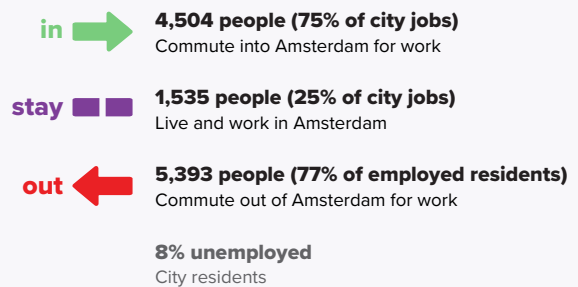 in
4,504 people (75% of city jobs)
Commute into Amsterdam for work
stay
1,535 people (25% of city jobs)
Live and work in Amsterdam
out
5,393 people (77% of employed residents)
Commute out of Amsterdam for work
8% unemployed
City residents